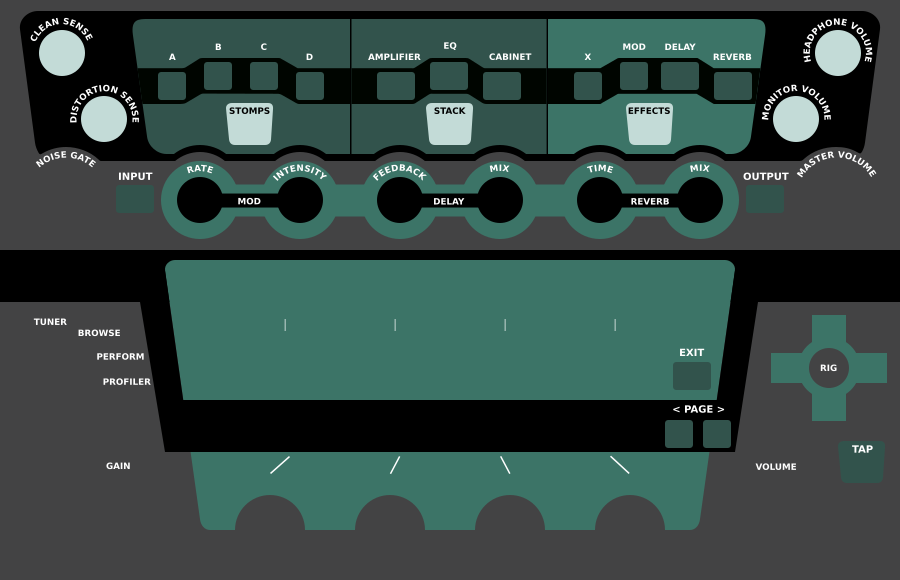 CLEAN SENSE
HEADPHONE VOLUME
B C EQ MOD DELAY
A D AMPLIFIER CABINET X REVERB
DISTORTION SENSE
MONITOR VOLUME
STOMPS STACK EFFECTS
NOISE GATE
MASTER VOLUME
RATE INTENSITY FEEDBACK MIX TIME MIX
INPUT OUTPUT
MOD DELAY REVERB
TUNER
BROWSE
PERFORM
PROFILER
EXIT
RIG
< PAGE >
TAP
GAIN VOLUME